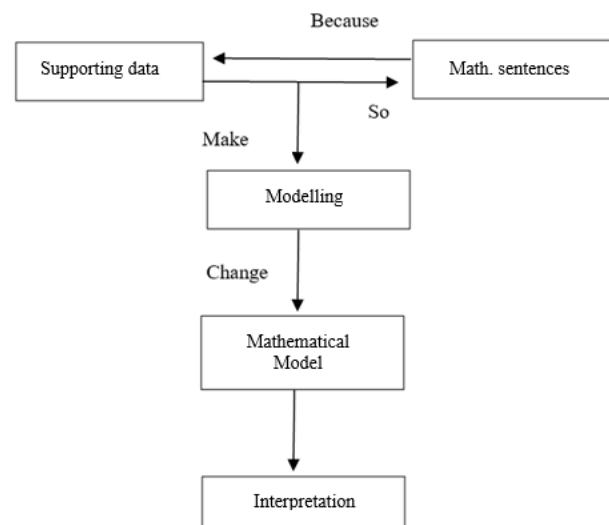 Because
Supporting data
Math. sentences
So
Make
Modelling
Change
Mathematical
Model
Interpretation